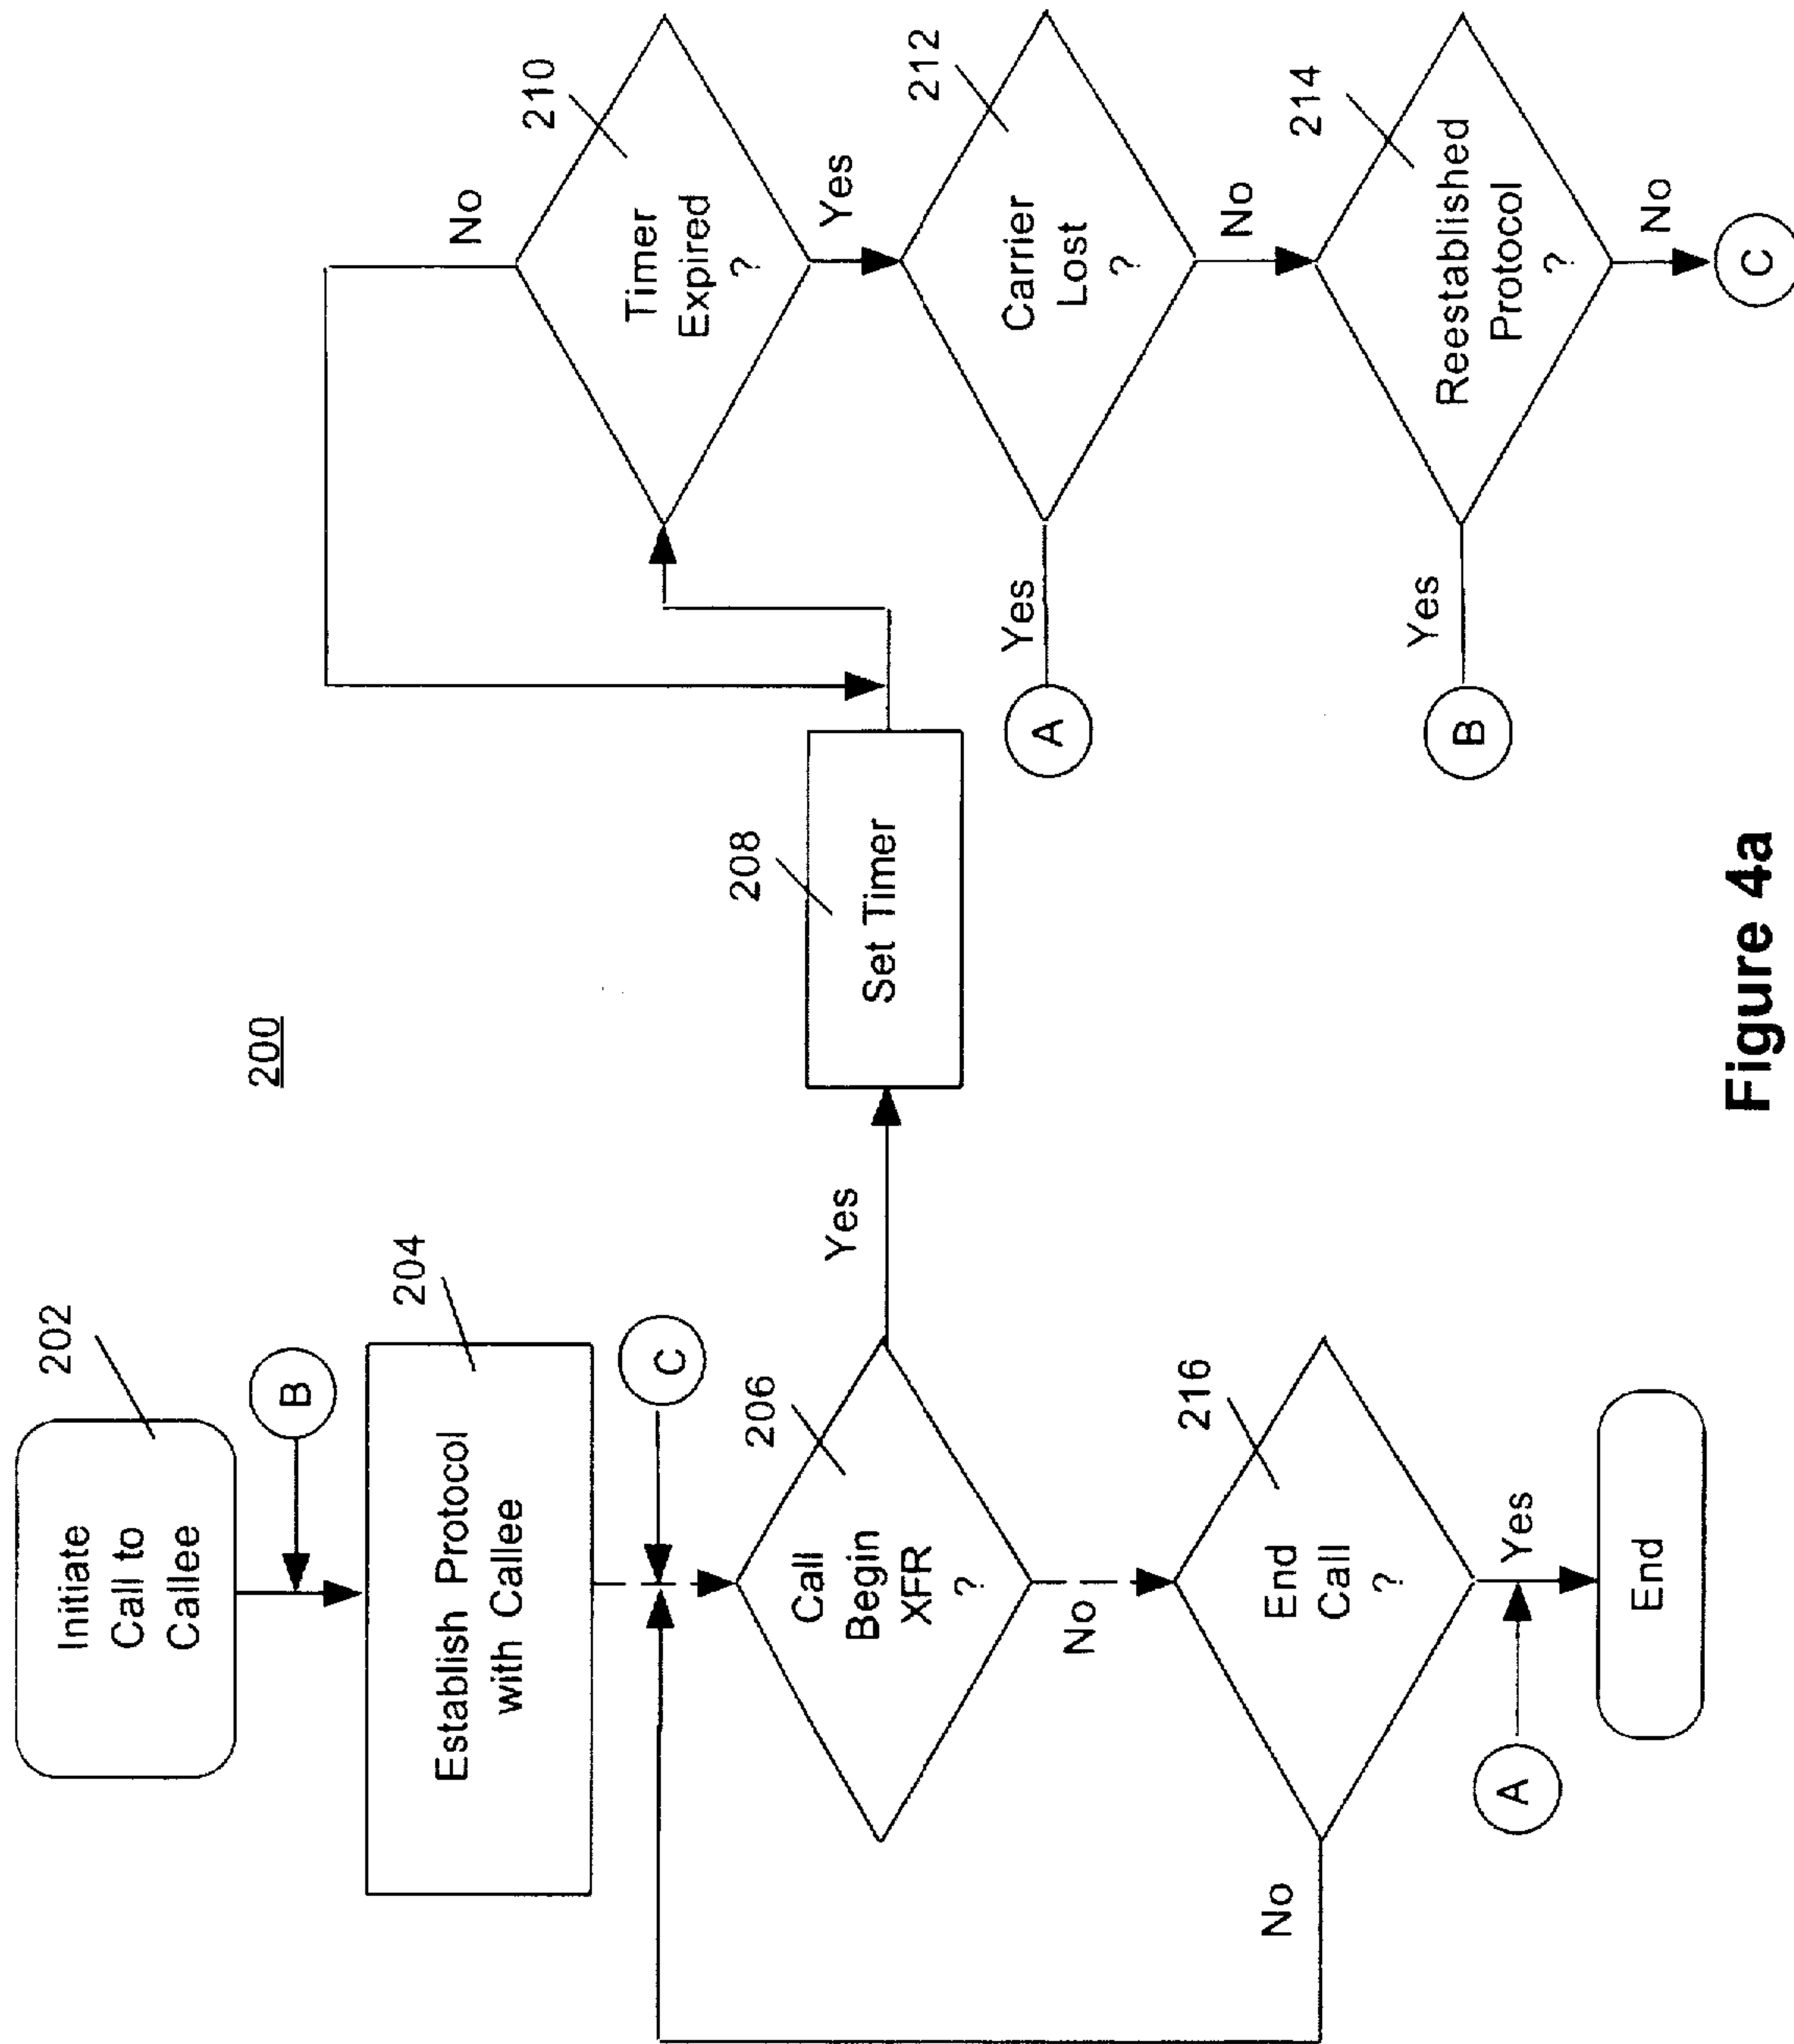 200
202
Initiate
Call to
Callee
B
204
Establish Protocol
with Callee
C
206
Call
Begin
XFR
?
Yes
No
216
End
Call
?
No
Yes
A
End
208
Set Timer
210
Timer
Expired
?
No
Yes
212
Carrier
Lost
?
Yes
A
No
214
Reestablished
Protocol
?
Yes
B
No
C
Figure 4a